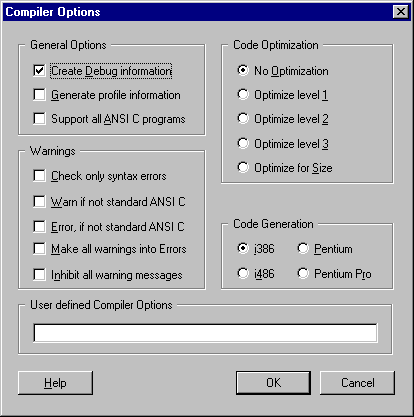 Compiler Options
General Options
Create Debug information
Generate profile information
Support all ANSI C programs
Warnings
Check only syntax errors
Warn if not standard ANSI C
Error, if not standard ANSI C
Make all warnings into Errors
Inhibit all warning messages
Code Optimization
No Optimization
Optimize level 1
Optimize level 2
Optimize level 3
Optimize for Size
Code Generation
i386 Pentium
i486 Pentium Pro
User defined Compiler Options
Help OK Cancel